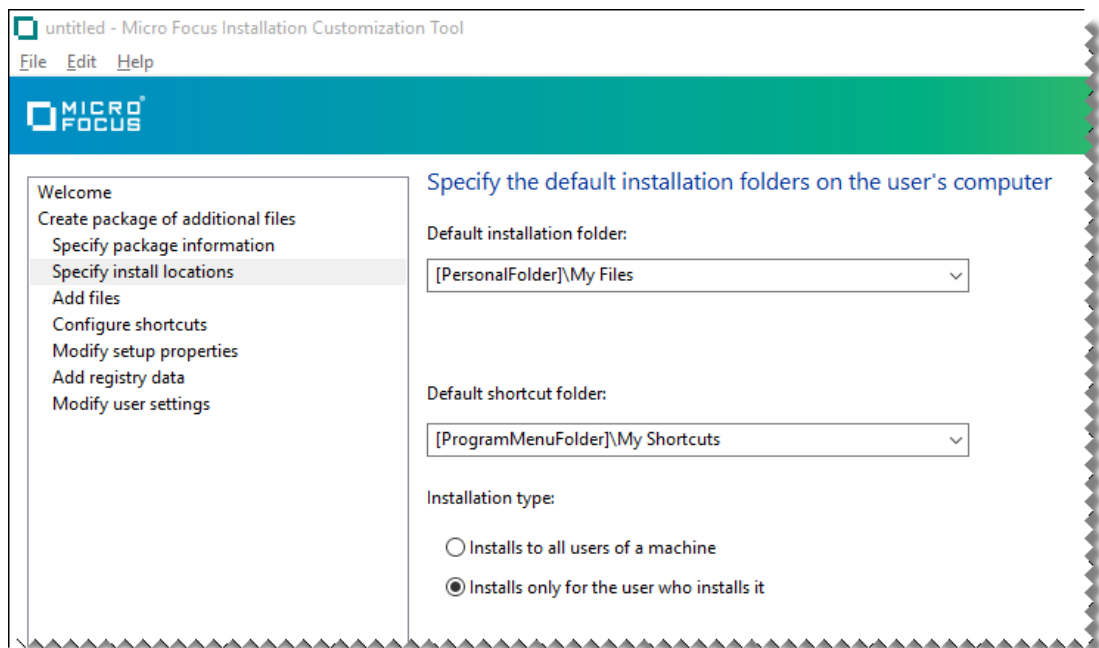 untitled - Micro Focus Installation Customization Tool
File Edit Help
MICRO
FOCUS
Welcome
Create package of additional files
Specify package information
Specify install locations
Add files
Configure shortcuts
Modify setup properties
Add registry data
Modify user settings
Specify the default installation folders on the user's computer
Default installation folder:
[PersonalFolder]\My Files
Default shortcut folder:
[ProgramMenuFolder]\My Shortcuts
Installation type:
Installs to all users of a machine
Installs only for the user who installs it